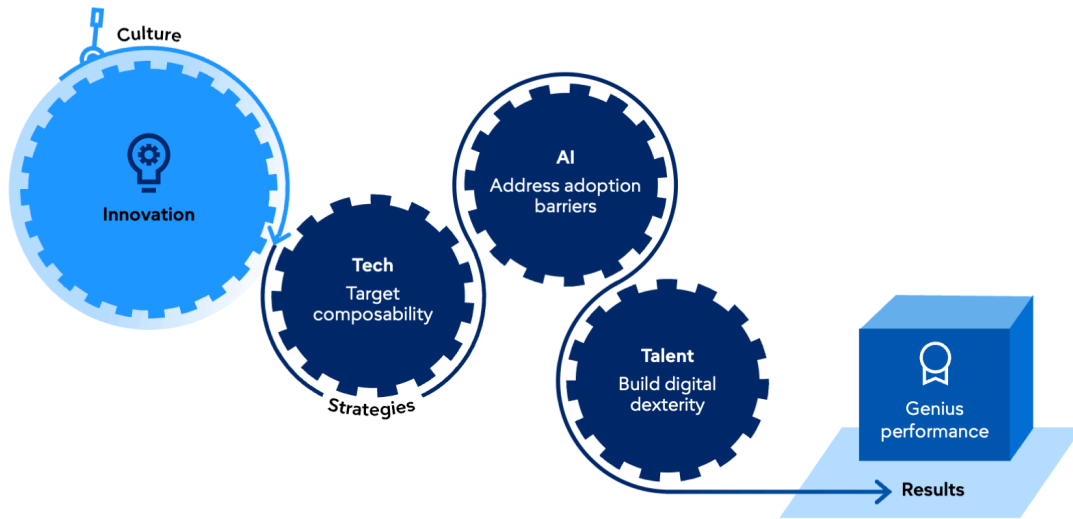 Culture
Innovation
Tech
Target
composability
Strategies
AI
Address adoption
barriers
Talent
Build digital
dexterity
Genius
performance
Results